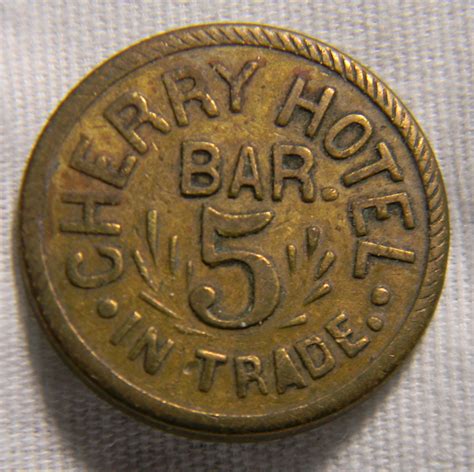 CHERRY HOTEL
BAR.
5
· IN · TRADE ·